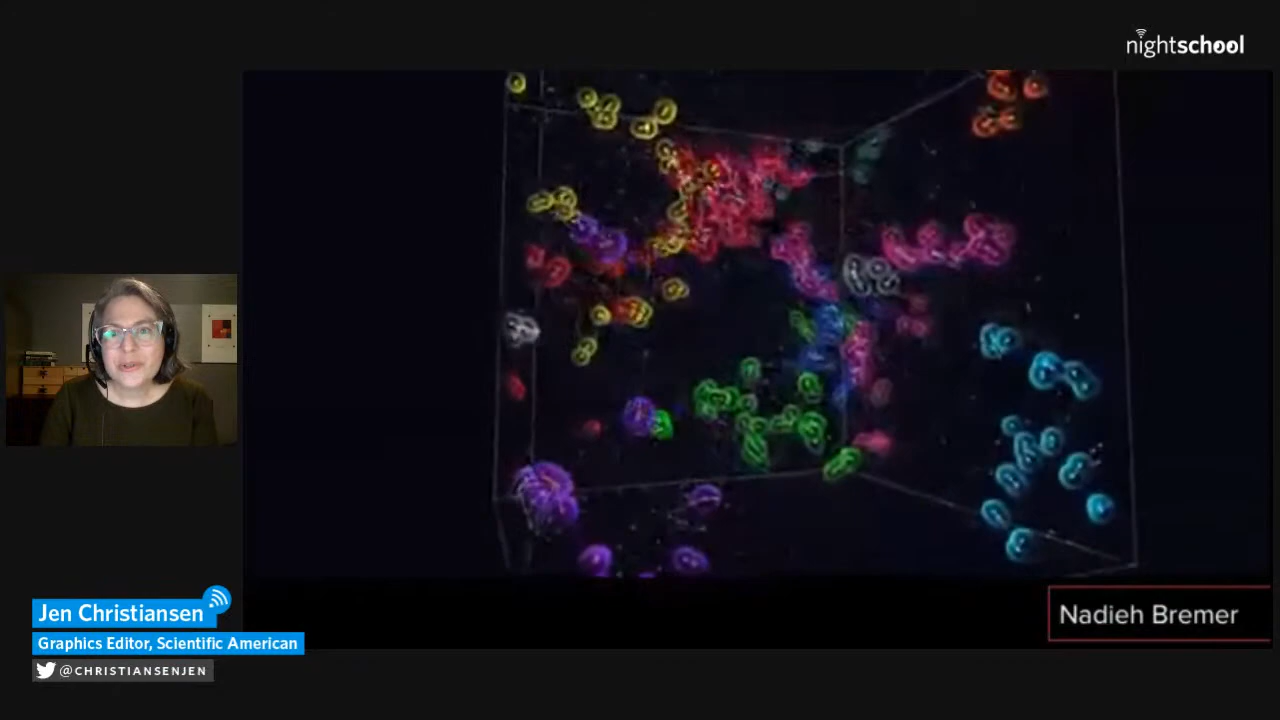 nightschool
Nadieh Bremer
Jen Christiansen
Graphics Editor, Scientific American
@CHRISTIANSENJEN